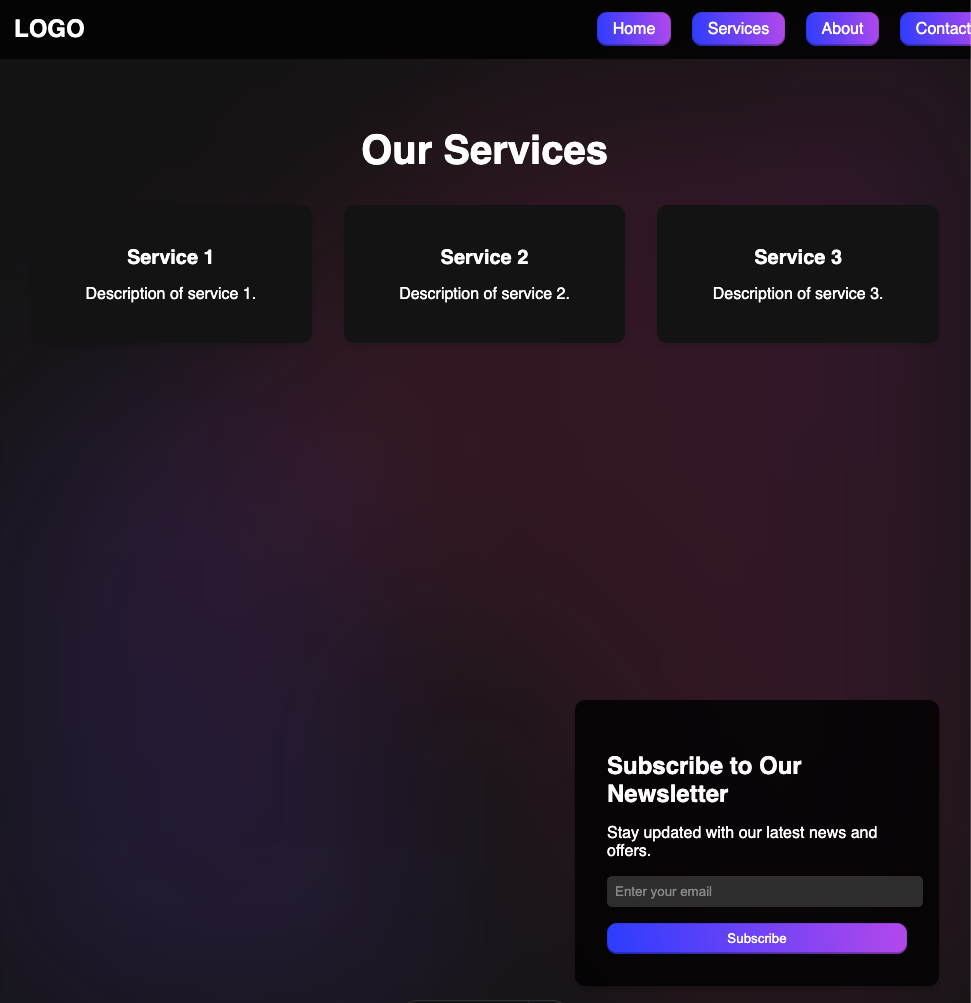 LOGO Home Services About Contact
Our Services
Service 1
Description of service 1.
Service 2
Description of service 2.
Service 3
Description of service 3.
Subscribe to Our
Newsletter
Stay updated with our latest news and
offers.
Enter your email
Subscribe